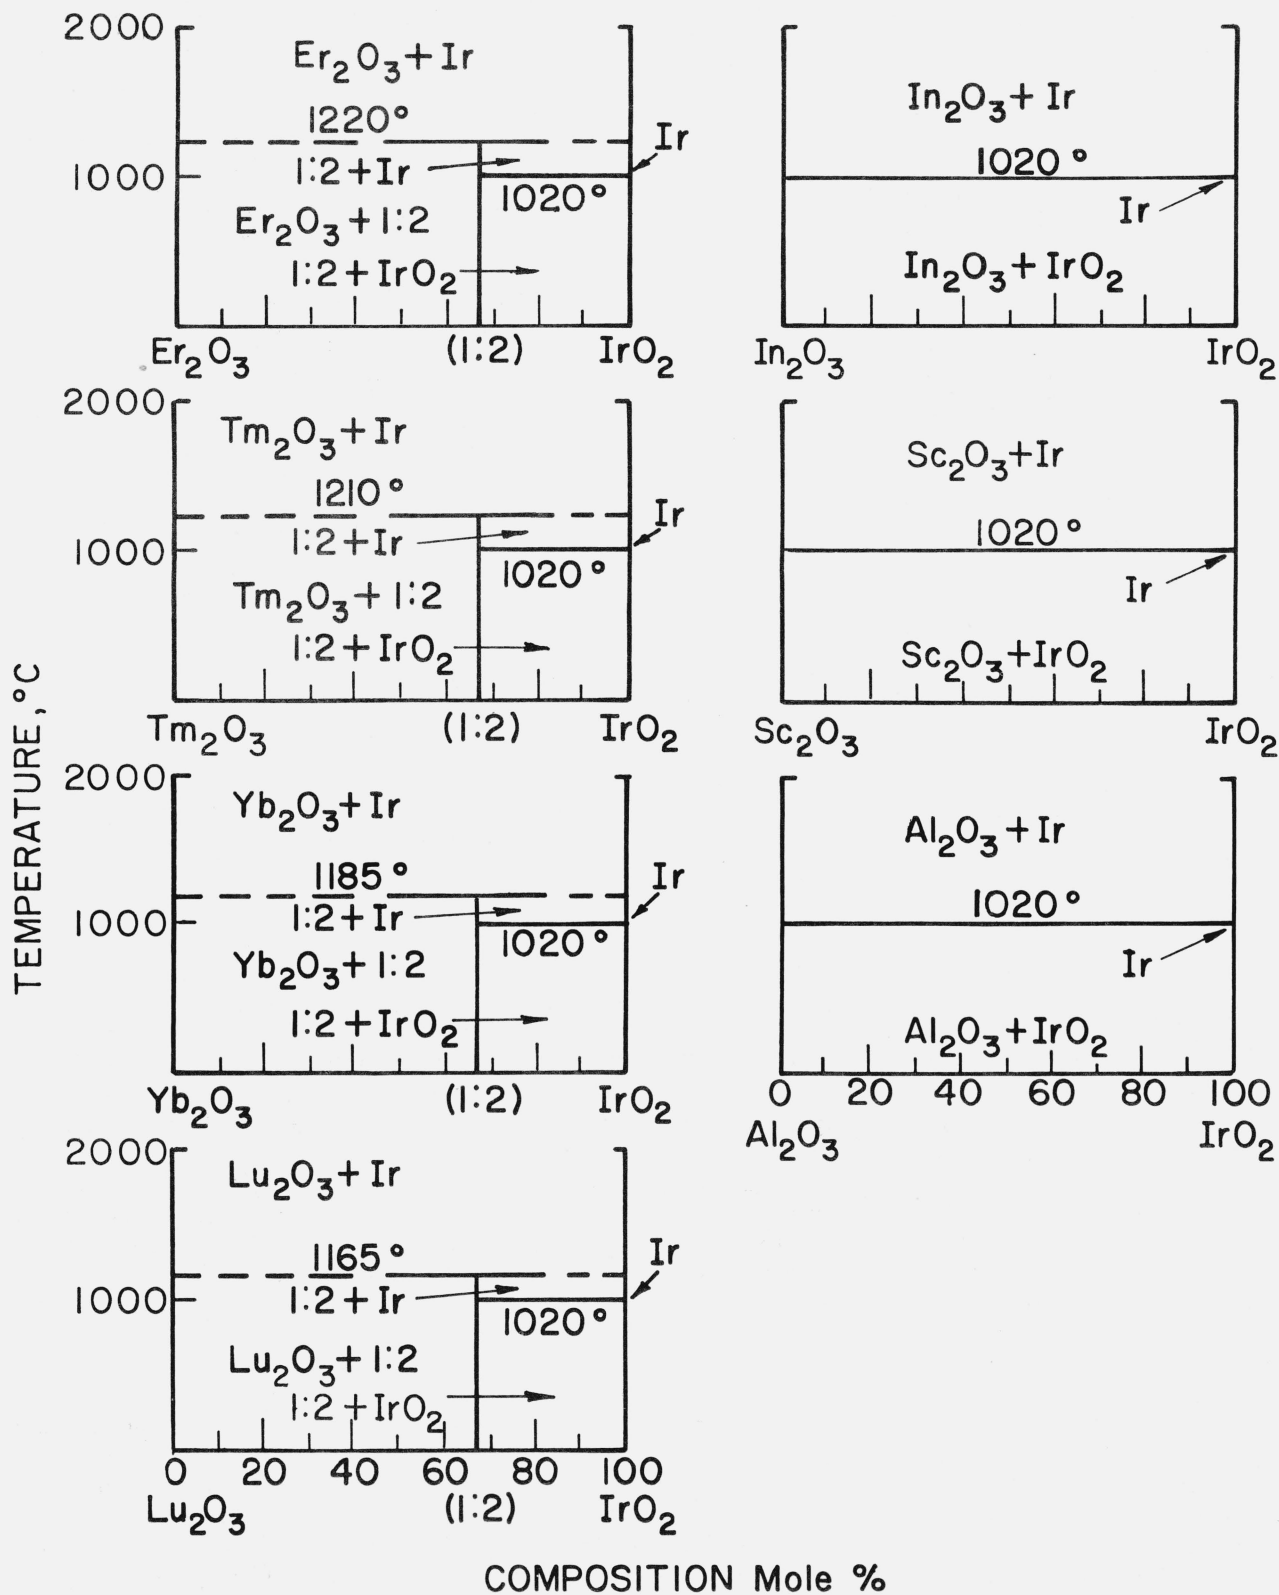 TEMPERATURE, °C
2000
Er₂O₃ + Ir
1220°
Ir
1:2 + Ir
1000
1020°
Er₂O₃ + 1:2
1:2 + IrO₂
Er₂O₃ (1:2) IrO₂
In₂O₃ + Ir
1020°
Ir
In₂O₃ + IrO₂
In₂O₃ IrO₂
2000
Tm₂O₃ + Ir
1210°
Ir
1:2 + Ir
1000
1020°
Tm₂O₃ + 1:2
1:2 + IrO₂
Tm₂O₃ (1:2) IrO₂
Sc₂O₃+Ir
1020°
Ir
Sc₂O₃+IrO₂
Sc₂O₃ IrO₂
2000
Yb₂O₃+ Ir
1185°
Ir
1:2 + Ir
1000
1020°
Yb₂O₃ + 1:2
1:2 + IrO₂
Yb₂O₃ (1:2) IrO₂
Al₂O₃ + Ir
1020°
Ir
Al₂O₃+IrO₂
0 20 40 60 80 100
Al₂O₃ IrO₂
2000
Lu₂O₃ + Ir
1165°
Ir
1:2 + Ir
1000
1020°
Lu₂O₃ + 1:2
1:2 + IrO₂
0 20 40 60 80 100
Lu₂O₃ (1:2) IrO₂
COMPOSITION Mole %